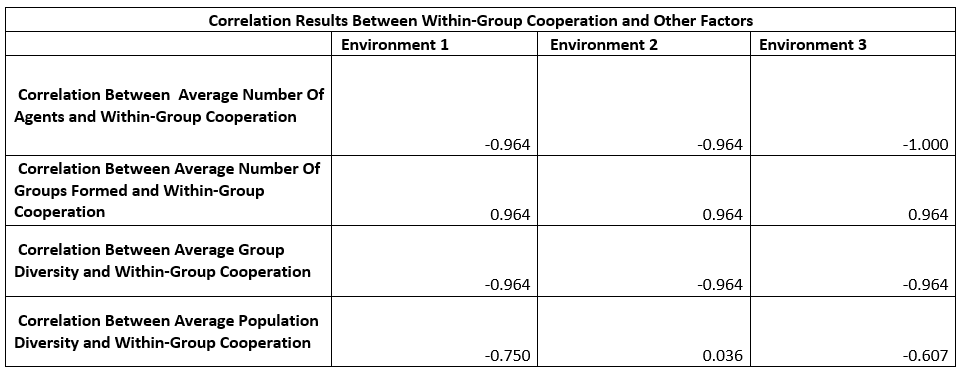 Correlation Results Between Within-Group Cooperation and Other Factors
Environment 1 Environment 2 Environment 3
Correlation Between Average Number Of
Agents and Within-Group Cooperation
-0.964 -0.964 -1.000
Correlation Between Average Number Of
Groups Formed and Within-Group
Cooperation 0.964 0.964 0.964
Correlation Between Average Group
Diversity and Within-Group Cooperation
-0.964 -0.964 -0.964
Correlation Between Average Population
Diversity and Within-Group Cooperation
-0.750 0.036 -0.607